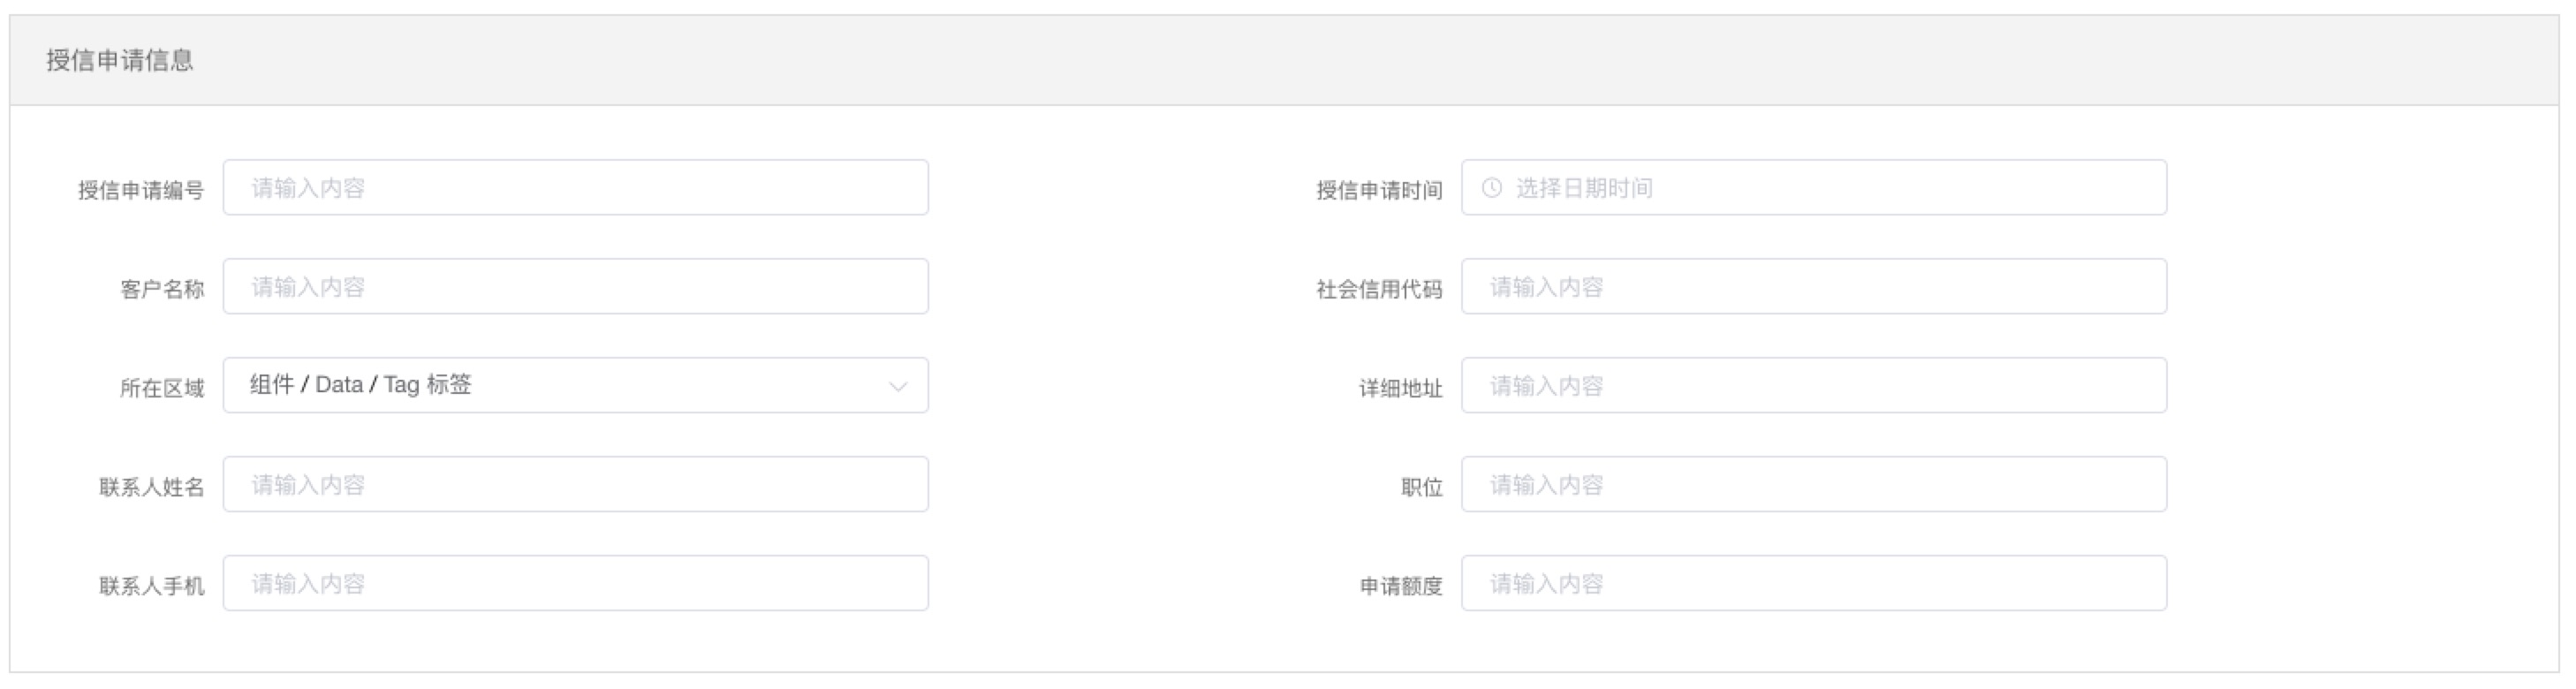 授信申请信息
授信申请编号 请输入内容 授信申请时间 选择日期时间
客户名称 请输入内容 社会信用代码 请输入内容
所在区域 组件 / Data / Tag 标签 详细地址 请输入内容
联系人姓名 请输入内容 职位 请输入内容
联系人手机 请输入内容 申请额度 请输入内容